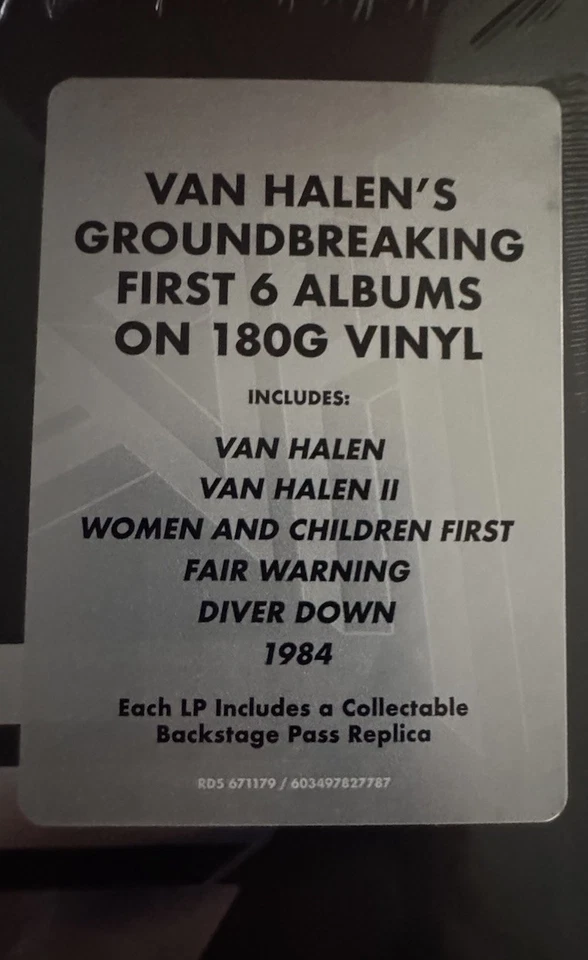 VAN HALEN'S
GROUNDBREAKING
FIRST 6 ALBUMS
ON 180G VINYL
INCLUDES:
VAN HALEN
VAN HALEN II
WOMEN AND CHILDREN FIRST
FAIR WARNING
DIVER DOWN
1984
Each LP Includes a Collectable
Backstage Pass Replica
RD5 671179 / 603497827787